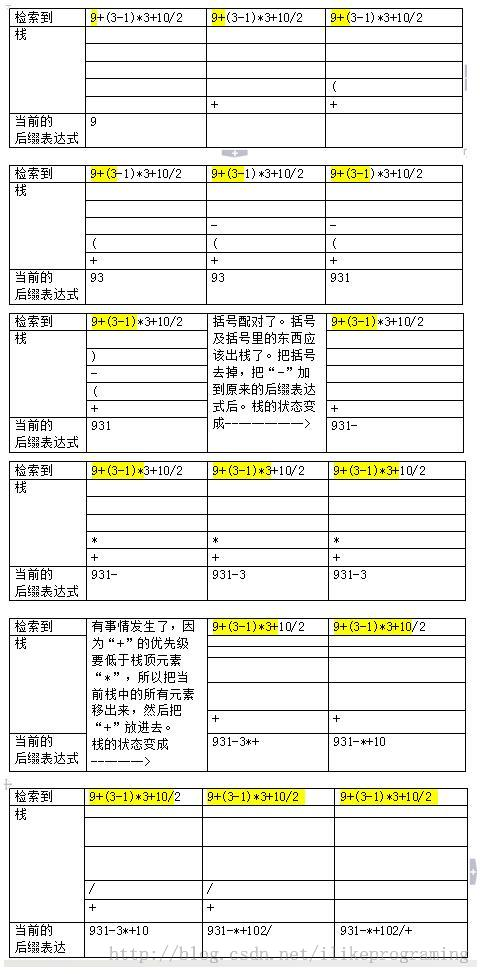 检索到 9+(3-1)*3+10/2 9+(3-1)*3+10/2 9+(3-1)*3+10/2
栈
(
+ +
当前的 9
后缀表达式
检索到 9+(3-1)*3+10/2 9+(3-1)*3+10/2 9+(3-1)*3+10/2
栈
- -
( ( (
+ + +
当前的 93 93 931
后缀表达式
检索到 9+(3-1)*3+10/2 9+(3-1)*3+10/2
栈
)
-
(
+ +
当前的 931 931-
后缀表达式
括号配对了。括号
及括号里的东西应
该出栈了。把括号
去掉，把“-”加
到原来的后缀表达
式后。栈的状态变
成-——————>
检索到 9+(3-1)*3+10/2 9+(3-1)*3+10/2 9+(3-1)*3+10/2
栈
* * *
+ + +
当前的 931- 931-3 931-3
后缀表达式
检索到 9+(3-1)*3+10/2 9+(3-1)*3+10/2
栈
+ +
当前的 931-3*+ 931-*+10
后缀表达式
有事情发生了，因
为“+”的优先级
要低于栈顶元素
“*”，所以把当
前栈中的所有元素
移出来，然后把
“+”放进去。
栈的状态变成
-————>
检索到 9+(3-1)*3+10/2 9+(3-1)*3+10/2 9+(3-1)*3+10/2
栈
/ /
+ +
当前的 931-3*+10 931-*+102/ 931-*+102/+
后缀表达
http://blog.csdn.net/ilikeprograming